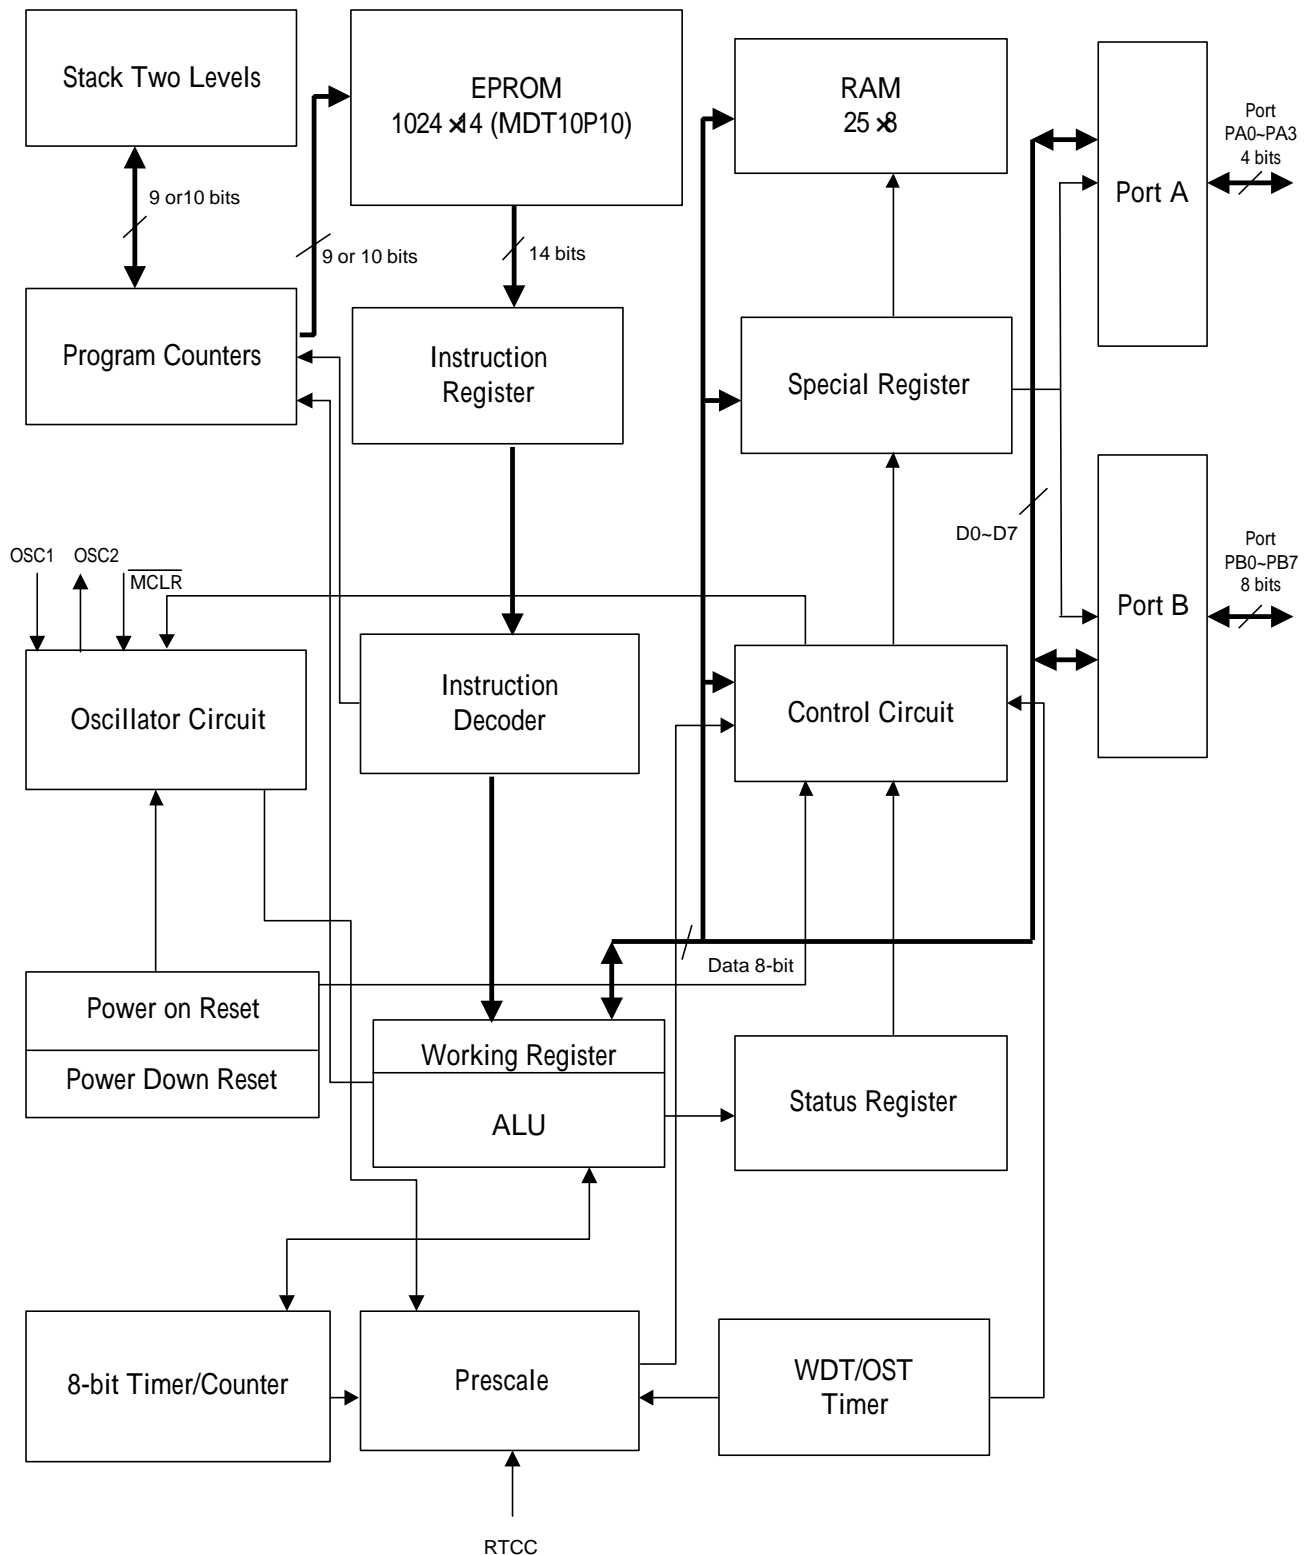 Stack Two Levels
EPROM
1024 ×14 (MDT10P10)
RAM
25 ×8
Port
PA0~PA3
4 bits
Port A
9 or10 bits
9 or 10 bits
14 bits
Program Counters
Instruction
Register
Special Register
D0~D7
Port
PB0~PB7
8 bits
Port B
OSC1
OSC2
MCLR
Oscillator Circuit
Instruction
Decoder
Control Circuit
Data 8-bit
Power on Reset
Power Down Reset
Working Register
ALU
Status Register
8-bit Timer/Counter
Prescale
WDT/OST
Timer
RTCC